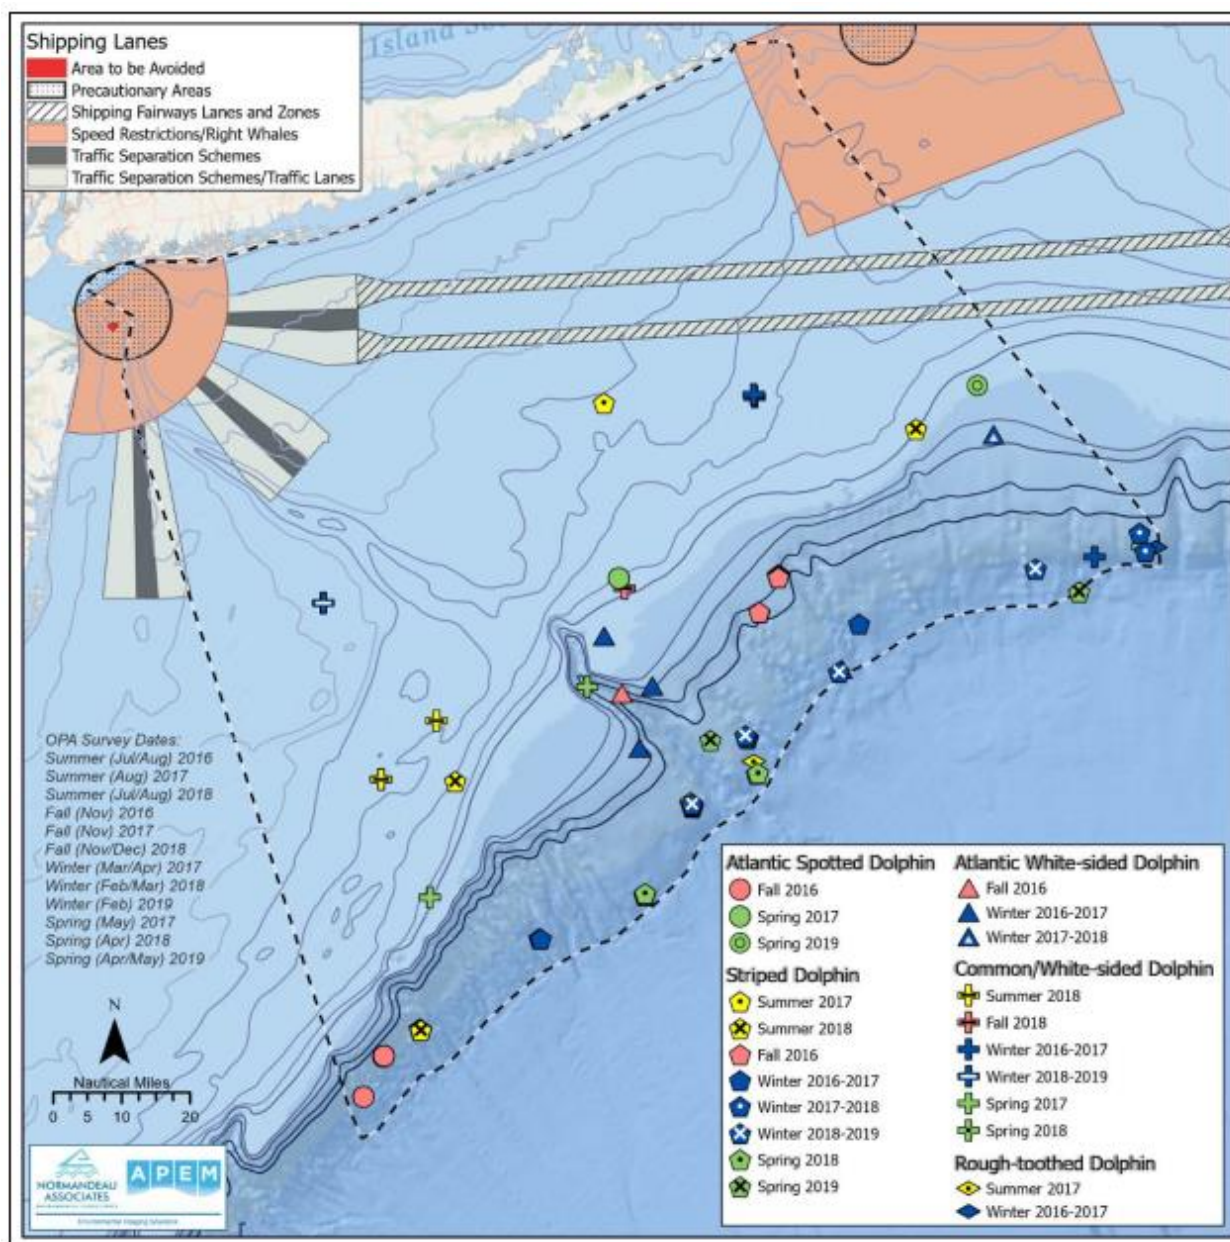 Island So
Shipping Lanes
Area to be Avoided
Precautionary Areas
Shipping Fairways Lanes and Zones
Speed Restrictions/Right Whales
Traffic Separation Schemes
Traffic Separation Schemes/Traffic Lanes
OPA Survey Dates:
Summer (Jul/Aug) 2016
Summer (Aug) 2017
Summer (Jul/Aug) 2018
Fall (Nov) 2016
Fall (Nov) 2017
Fall (Nov/Dec) 2018
Winter (Mar/Apr) 2017
Winter (Feb/Mar) 2018
Winter (Feb) 2019
Spring (May) 2017
Spring (Apr) 2018
Spring (Apr/May) 2019
N
Nautical Miles
0 5 10 20
NORMANDEAU
ASSOCIATES
APEM
Atlantic Spotted Dolphin
Fall 2016
Spring 2017
Spring 2019
Striped Dolphin
Summer 2017
Summer 2018
Fall 2016
Winter 2016-2017
Winter 2017-2018
Winter 2018-2019
Spring 2018
Spring 2019
Atlantic White-sided Dolphin
Fall 2016
Winter 2016-2017
Winter 2017-2018
Common/White-sided Dolphin
Summer 2018
Fall 2018
Winter 2016-2017
Winter 2018-2019
Spring 2017
Spring 2018
Rough-toothed Dolphin
Summer 2017
Winter 2016-2017